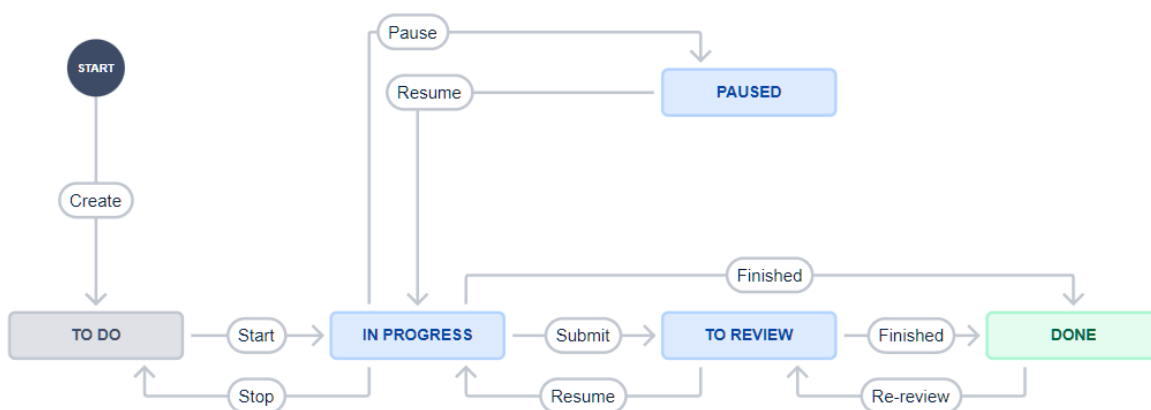 Pause
START
PAUSED
Resume
Create
Finished
TO DO
Start
IN PROGRESS
Submit
TO REVIEW
Finished
DONE
Stop
Resume
Re-review